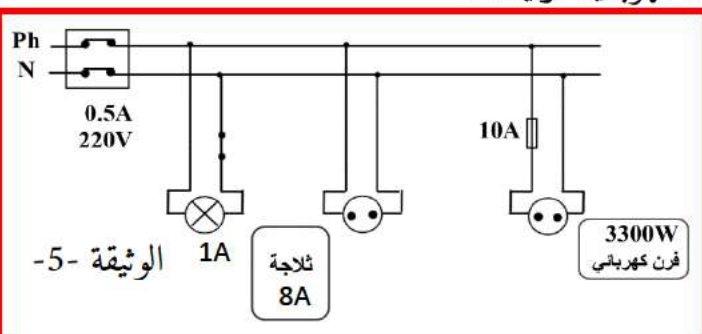 Ph
N
0.5A
220V
10A
1A
ثلاجة
8A
3300W
فرن كهربائي
الوثيقة -5-